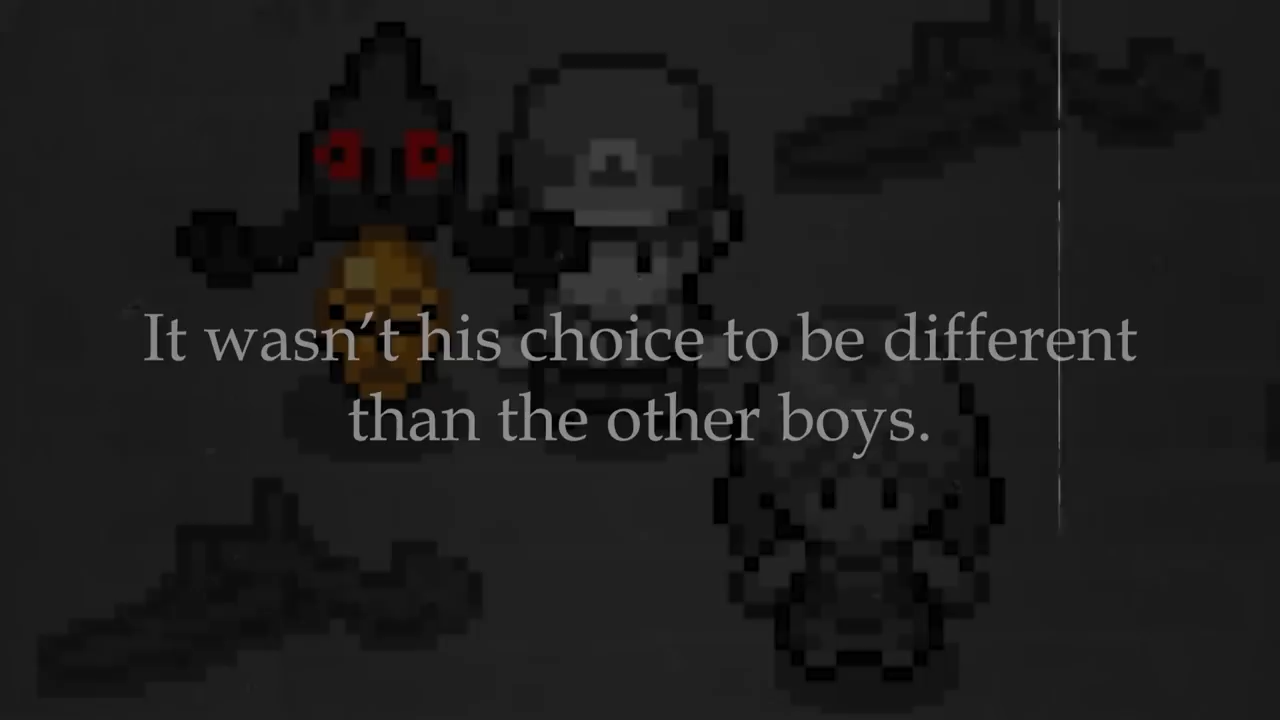 It wasn’t his choice to be different
than the other boys.